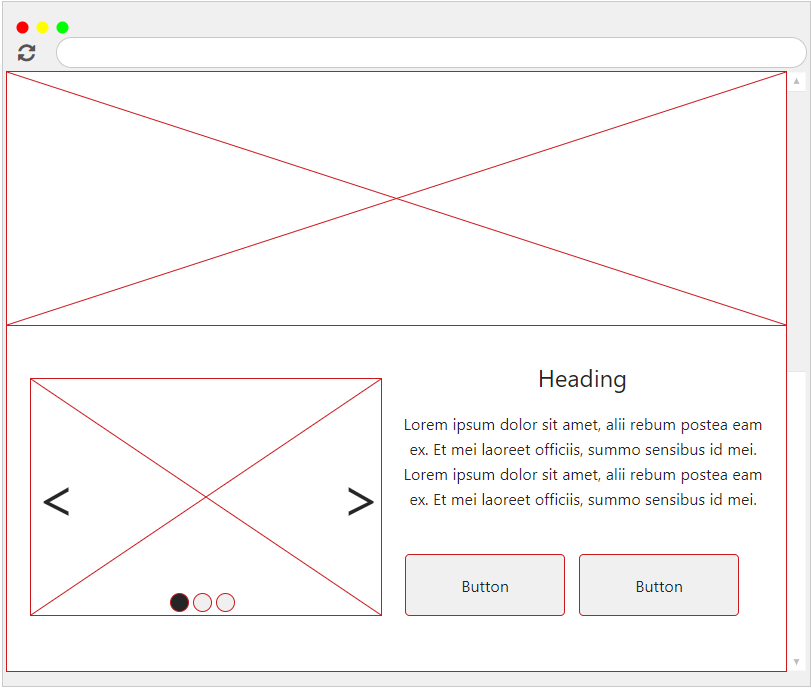 Heading
Lorem ipsum dolor sit amet, alii rebum postea eam
ex. Et mei laoreet officiis, summo sensibus id mei.
Lorem ipsum dolor sit amet, alii rebum postea eam
ex. Et mei laoreet officiis, summo sensibus id mei.
< >
Button Button